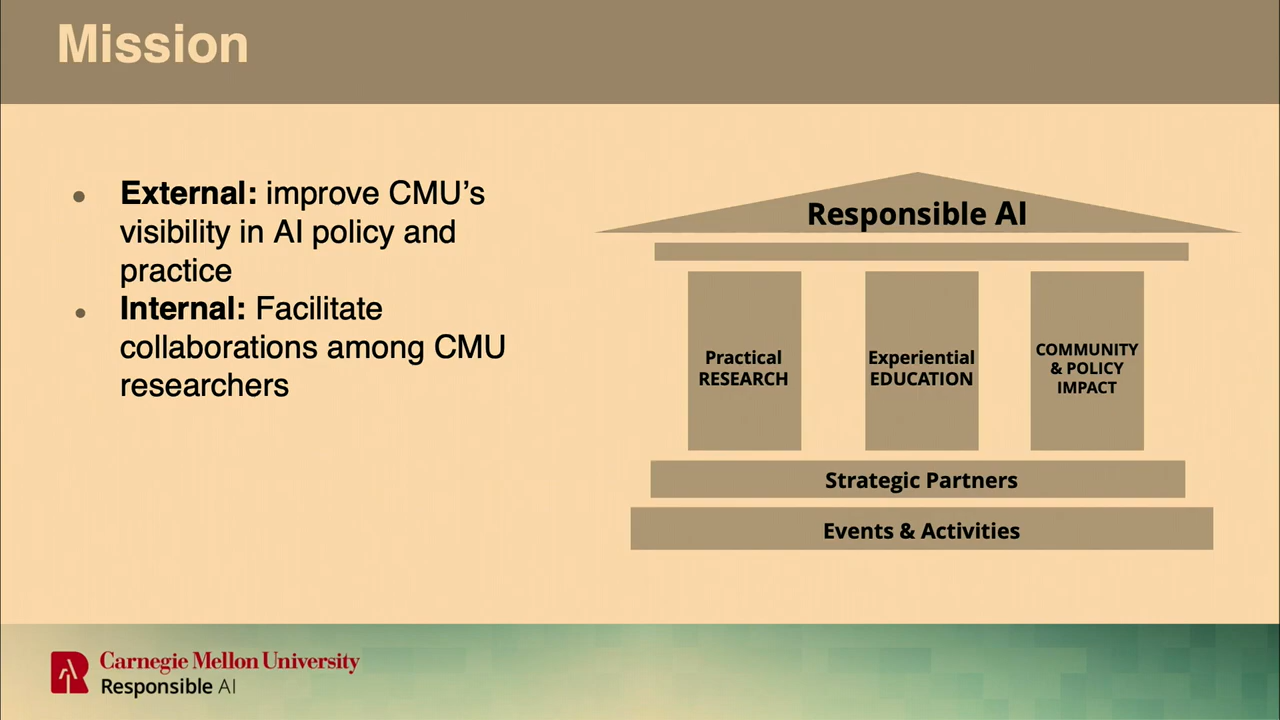 Mission
● External: improve CMU’s
visibility in AI policy and
practice
● Internal: Facilitate
collaborations among CMU
researchers
Responsible AI
Practical
RESEARCH
Experiential
EDUCATION
COMMUNITY
& POLICY
IMPACT
Strategic Partners
Events & Activities
Carnegie Mellon University
Responsible AI